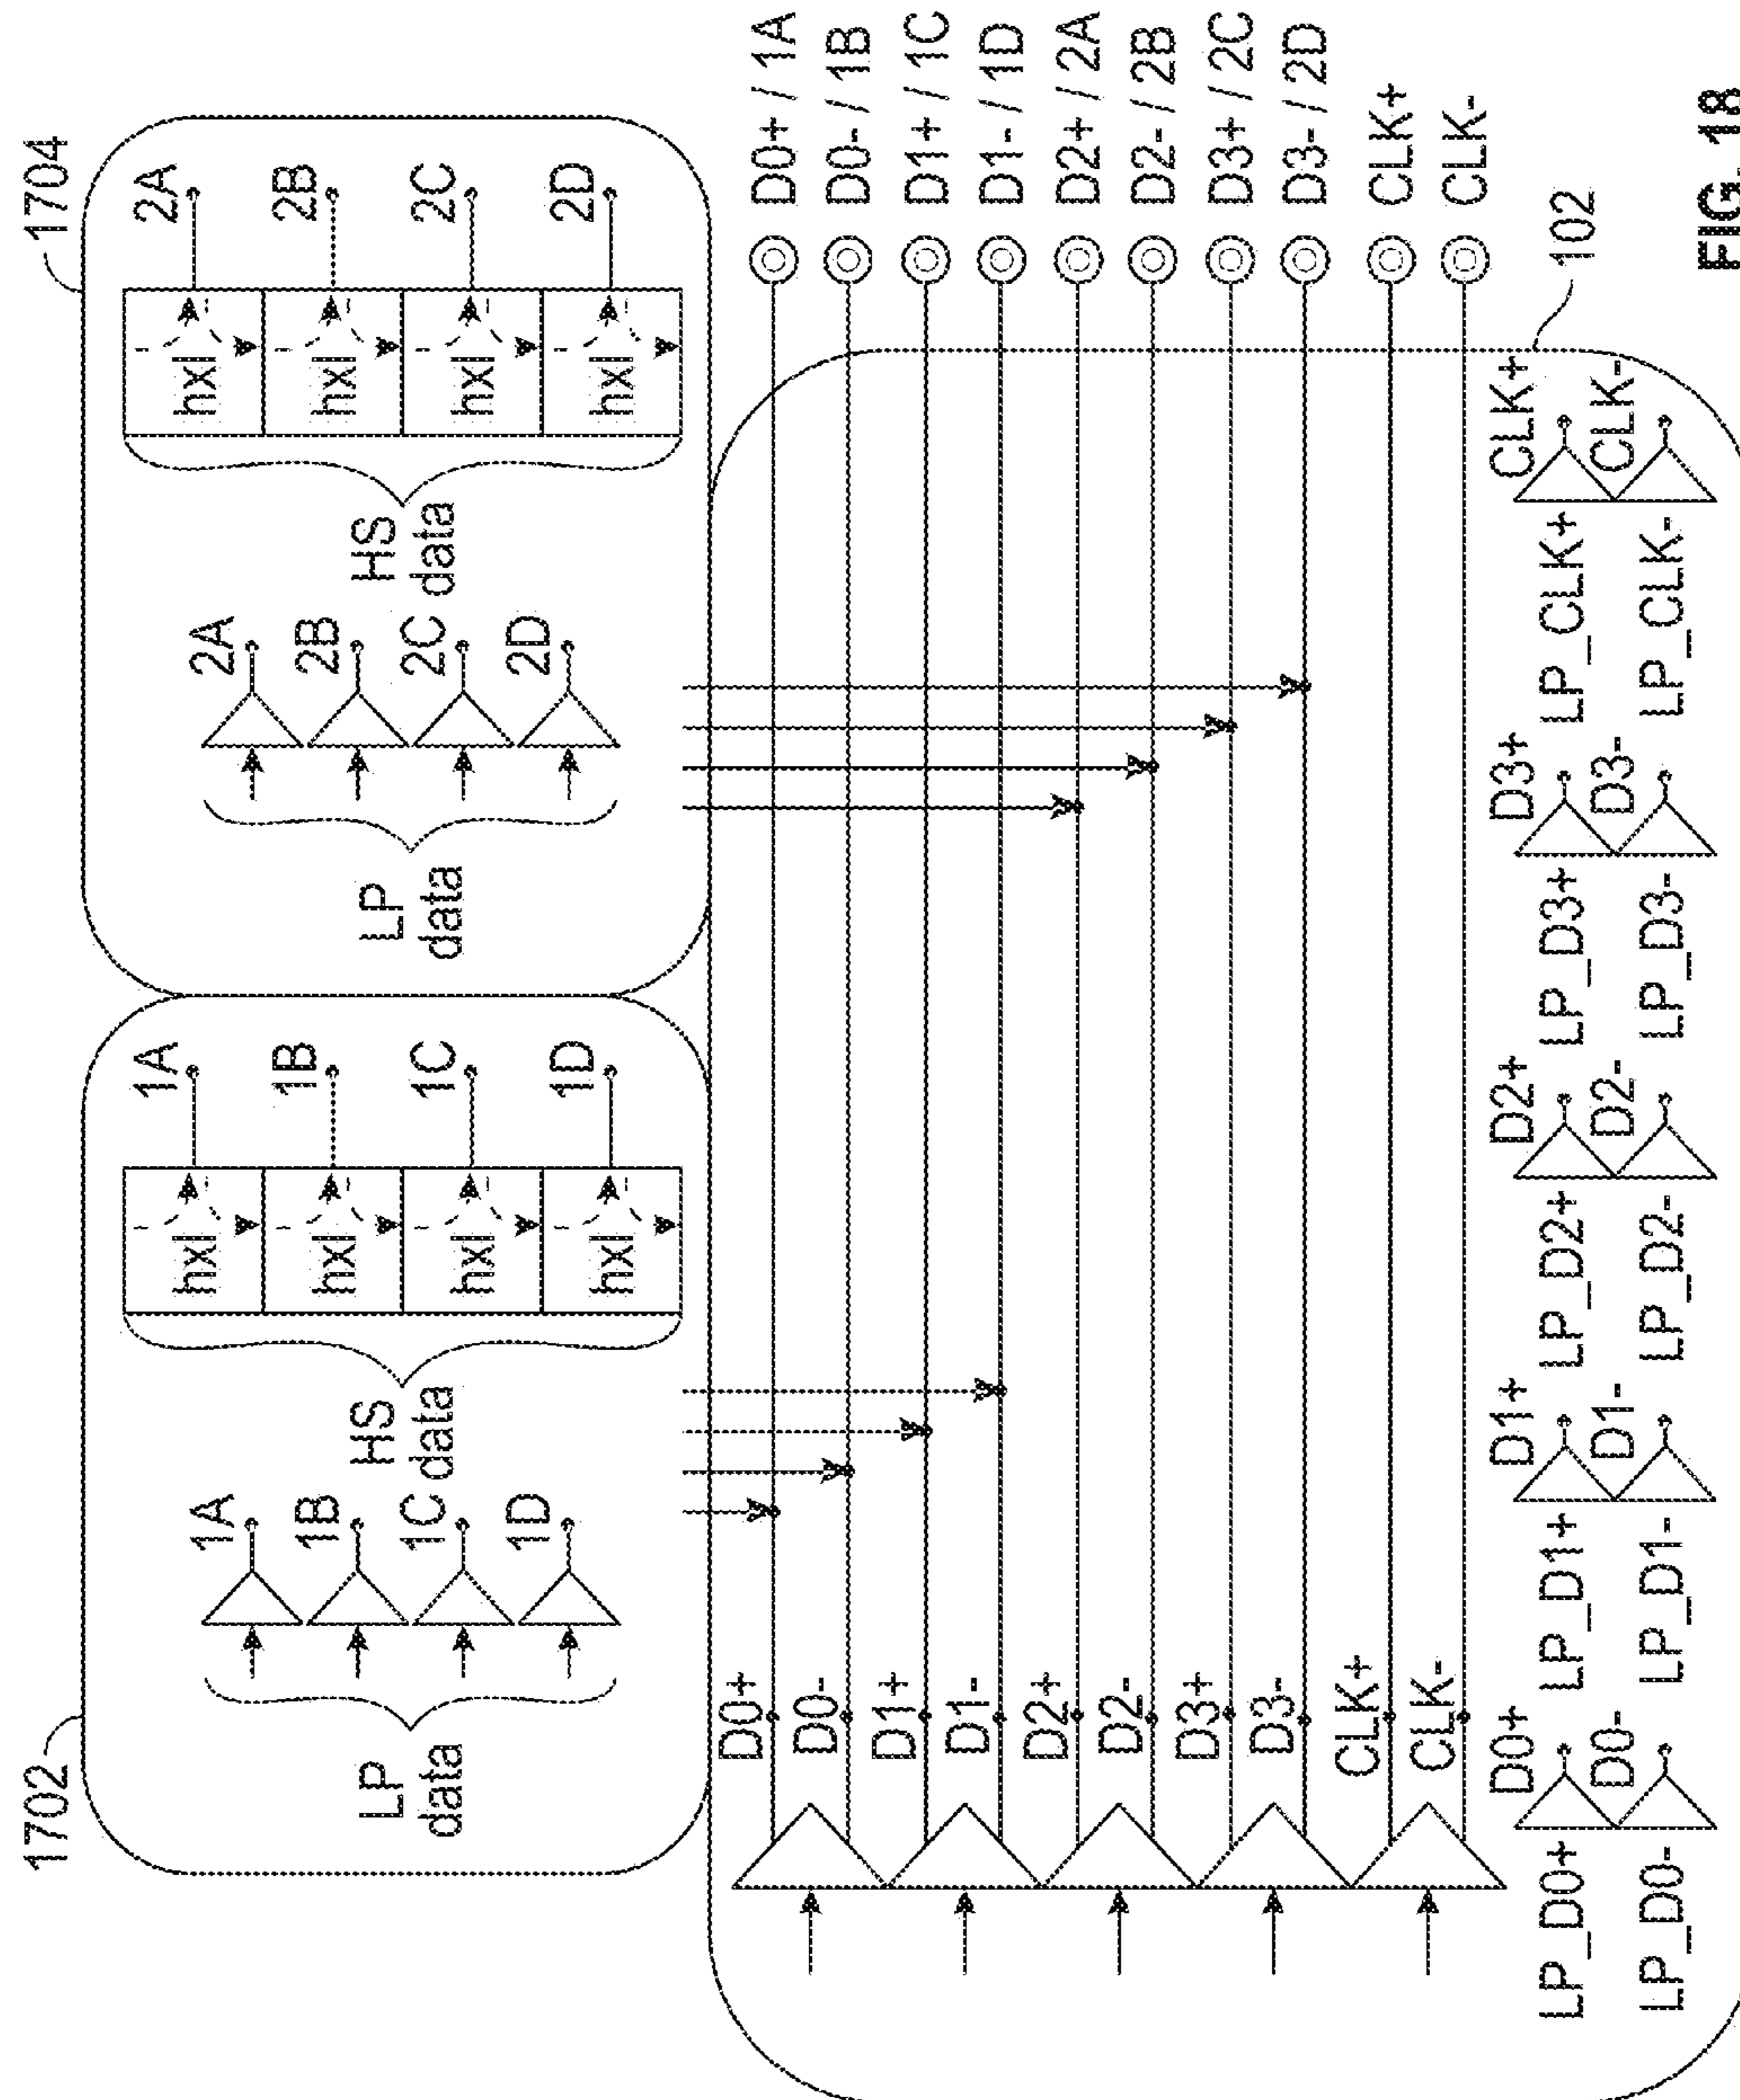 1702
1704
LP
data
1A
1B
1C
1D
HS
data
hxl
hxl
hxl
hxl
1A
1B
1C
1D
LP
data
2A
2B
2C
2D
HS
data
hxl
hxl
hxl
hxl
2A
2B
2C
2D
D0+
D0-
D1+
D1-
D2+
D2-
D3+
D3-
CLK+
CLK-
D0+ / 1A
D0- / 1B
D1+ / 1C
D1- / 1D
D2+ / 2A
D2- / 2B
D3+ / 2C
D3- / 2D
CLK+
CLK-
102
LP_D0+
D0+
LP_D0-
D0-
LP_D1+
D1+
LP_D1-
D1-
LP_D2+
D2+
LP_D2-
D2-
LP_D3+
D3+
LP_D3-
D3-
LP_CLK+
CLK+
LP_CLK-
CLK-
FIG. 18